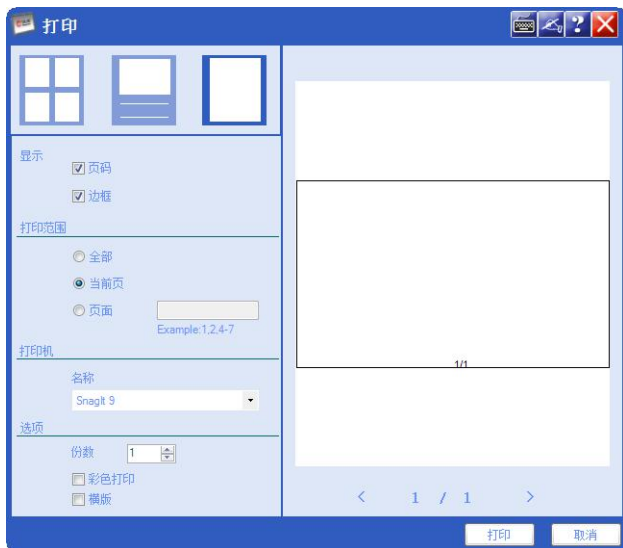 打印
?
显示
页码
边框
打印范围
全部
当前页
页面
Example:1,2,4-7
打印机
名称
SnagIt 9
选项
份数 1
彩色打印
横版
1/1
< 1 / 1 >
打印 取消